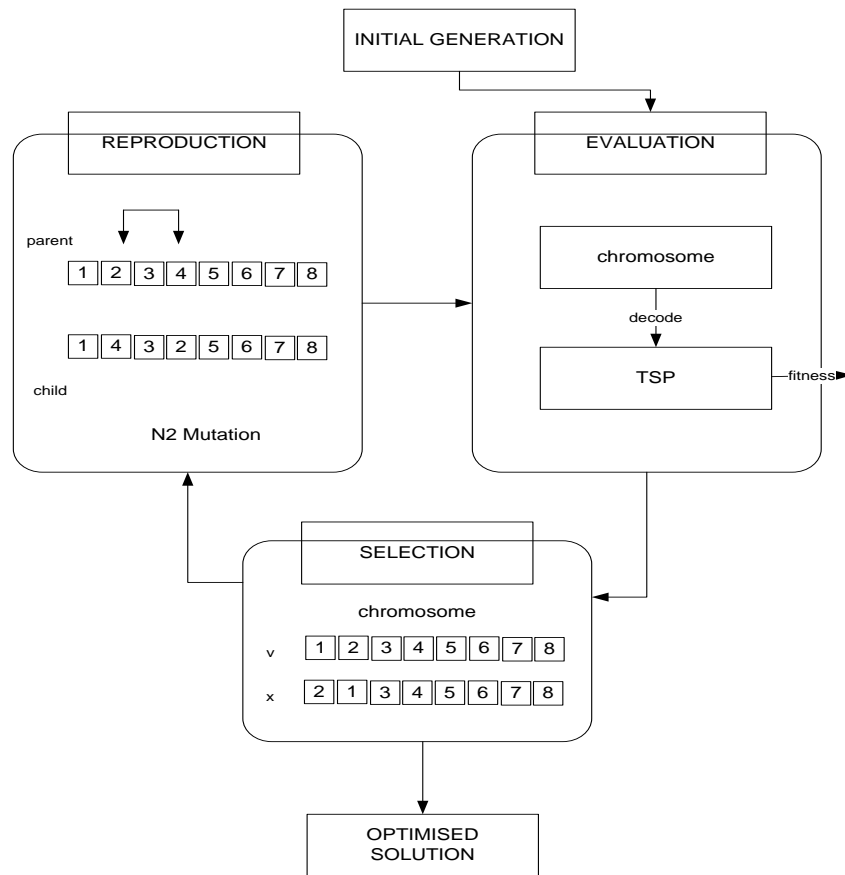 INITIAL GENERATION
REPRODUCTION
EVALUATION
parent
1 2 3 4 5 6 7 8
1 4 3 2 5 6 7 8
child
N2 Mutation
chromosome
decode
TSP
fitness
SELECTION
chromosome
v 1 2 3 4 5 6 7 8
x 2 1 3 4 5 6 7 8
OPTIMISED
SOLUTION